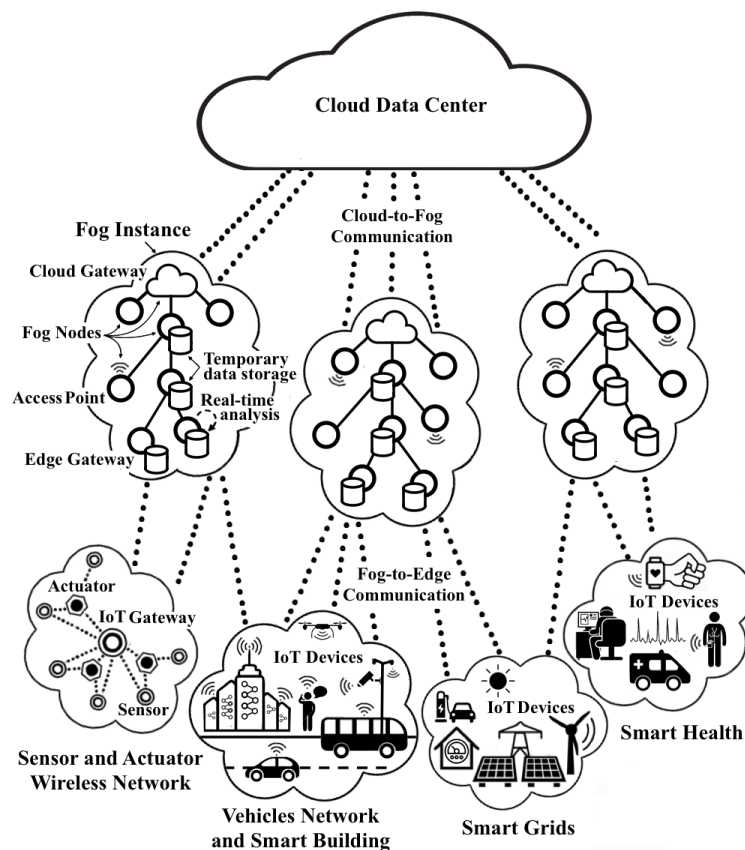 Cloud Data Center
Cloud-to-Fog
Communication
Fog Instance
Cloud Gateway
Fog Nodes
Temporary
data storage
Access Point
Real-time
analysis
Edge Gateway
Fog-to-Edge
Communication
Actuator
IoT Gateway
Sensor
Sensor and Actuator
Wireless Network
IoT Devices
Vehicles Network
and Smart Building
IoT Devices
Smart Grids
IoT Devices
Smart Health